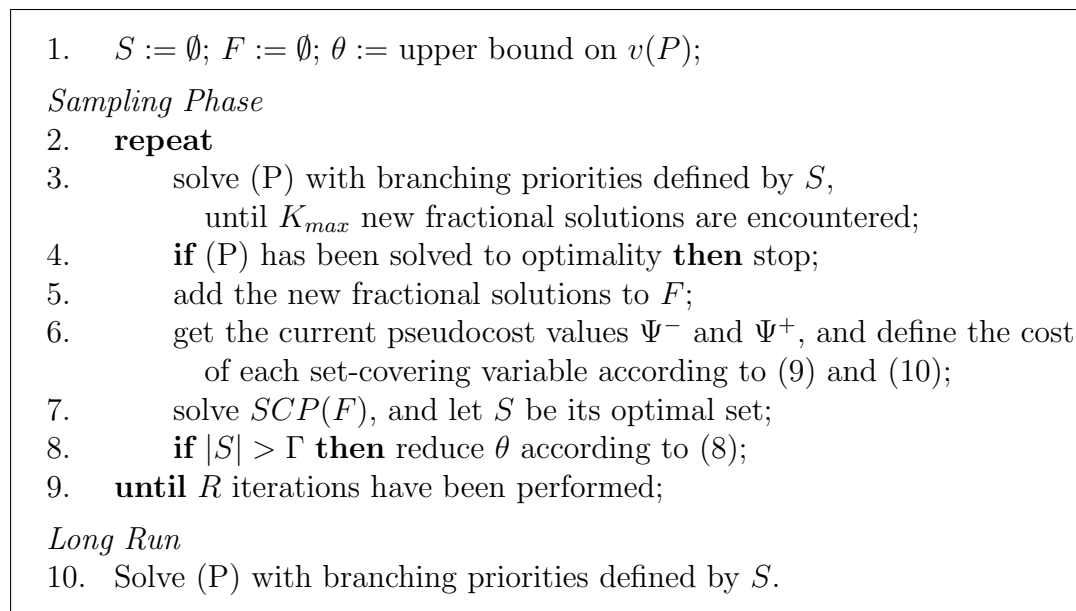 1. S := ∅; F := ∅; θ := upper bound on v(P);
Sampling Phase
2. repeat
3. solve (P) with branching priorities defined by S,
until K_max new fractional solutions are encountered;
4. if (P) has been solved to optimality then stop;
5. add the new fractional solutions to F;
6. get the current pseudocost values Ψ⁻ and Ψ⁺, and define the cost
of each set-covering variable according to (9) and (10);
7. solve SCP(F), and let S be its optimal set;
8. if |S| > Γ then reduce θ according to (8);
9. until R iterations have been performed;
Long Run
10. Solve (P) with branching priorities defined by S.